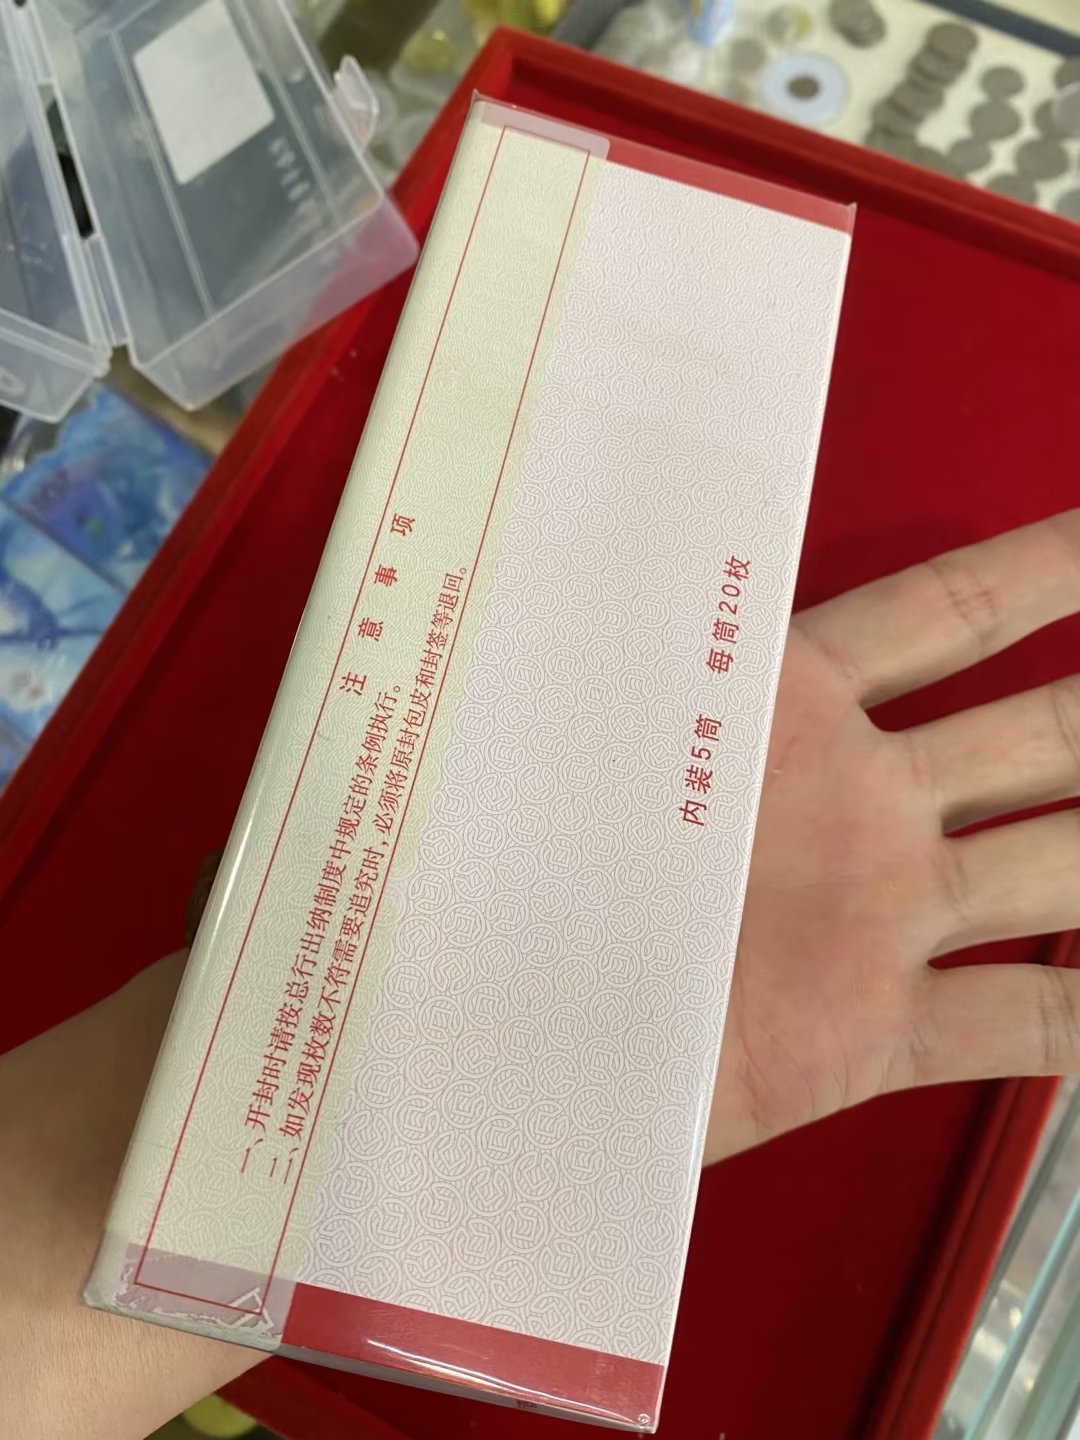 注意事项
一、开封时请按总行出纳制度中规定的条例执行。
二、如发现枚数不符需要追究时，必须将原封包皮和封签等退回。
内装5筒 每筒20枚